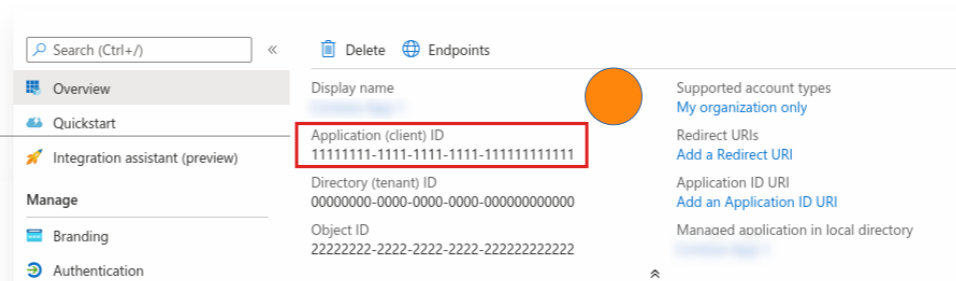 Search (Ctrl+/)
«
Overview
Quickstart
Integration assistant (preview)
Manage
Branding
Authentication
Delete
Endpoints
Display name
Application (client) ID
11111111-1111-1111-1111-111111111111
Directory (tenant) ID
00000000-0000-0000-0000-000000000000
Object ID
22222222-2222-2222-2222-222222222222
Supported account types
My organization only
Redirect URIs
Add a Redirect URI
Application ID URI
Add an Application ID URI
Managed application in local directory